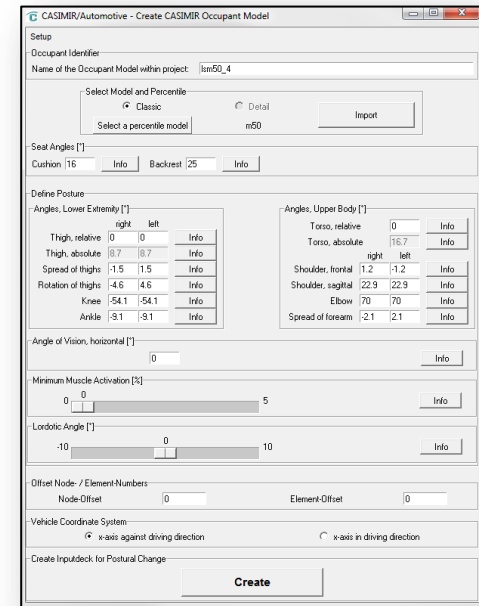 CASIMIR/Automotive - Create CASIMIR Occupant Model
Setup
Occupant Identifier
Name of the Occupant Model within project: lsm50_4
Select Model and Percentile
Classic Detail
Import
Select a percentile model m50
Seat Angles [°]
Cushion 16 Info Backrest 25 Info
Define Posture
Angles, Lower Extremity [°]
right left
Thigh, relative 0 0 Info
Thigh, absolute 8.7 8.7 Info
Spread of thighs -1.5 1.5 Info
Rotation of thighs -4.6 4.6 Info
Knee -54.1 -54.1 Info
Ankle -9.1 -9.1 Info
Angles, Upper Body [°]
Torso, relative 0 Info
Torso, absolute 16.7 Info
right left
Shoulder, frontal 1.2 -1.2 Info
Shoulder, sagittal 22.9 22.9 Info
Elbow 70 70 Info
Spread of forearm -2.1 2.1 Info
Angle of Vision, horizontal [°]
0 Info
Minimum Muscle Activation [%]
0 0 5 Info
Lordotic Angle [°]
-10 0 10 Info
Offset Node- / Element-Numbers
Node-Offset 0 Element-Offset 0
Vehicle Coordinate System
x-axis against driving direction x-axis in driving direction
Create Inputdeck for Postural Change
Create